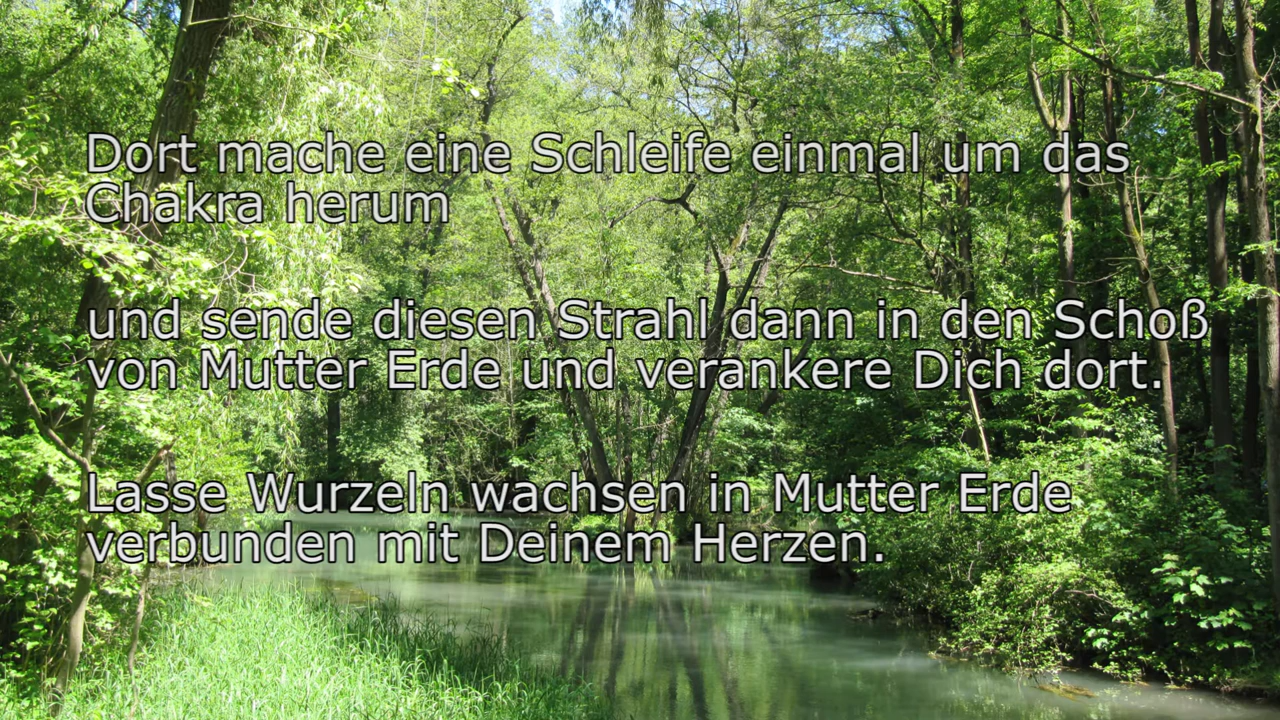 Dort mache eine Schleife einmal um das
Chakra herum
und sende diesen Strahl dann in den Schoß
von Mutter Erde und verankere Dich dort.
Lasse Wurzeln wachsen in Mutter Erde
verbunden mit Deinem Herzen.